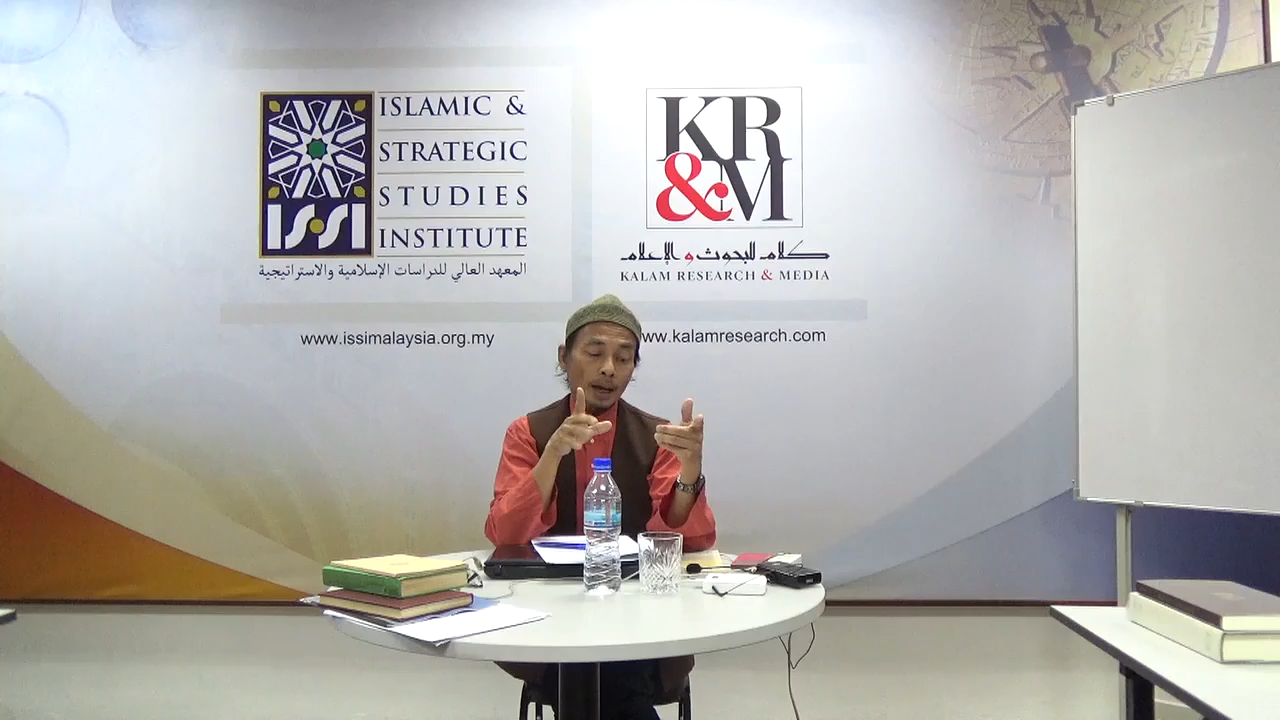 ISLAMIC &
STRATEGIC
STUDIES
INSTITUTE
ISSI
المعهد العالي للدراسات الإسلامية والاستراتيجية
www.issimalaysia.org.my
KR
&M
كلام للبحوث و الإعلام
KALAM RESEARCH & MEDIA
www.kalamresearch.com